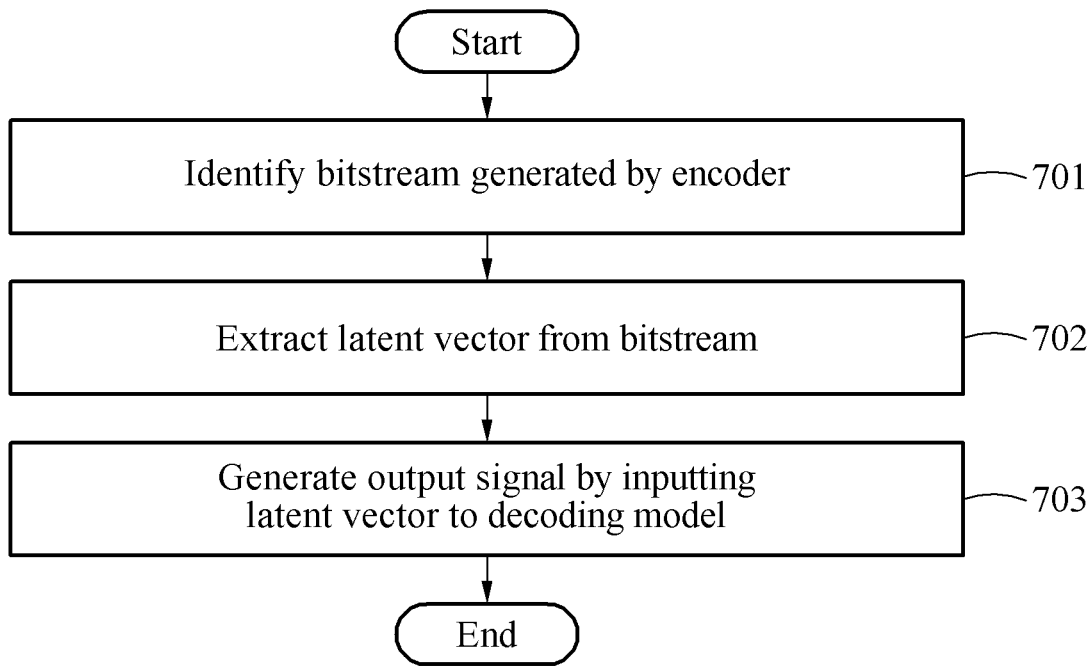 Start
Identify bitstream generated by encoder
701
Extract latent vector from bitstream
702
Generate output signal by inputting
latent vector to decoding model
703
End